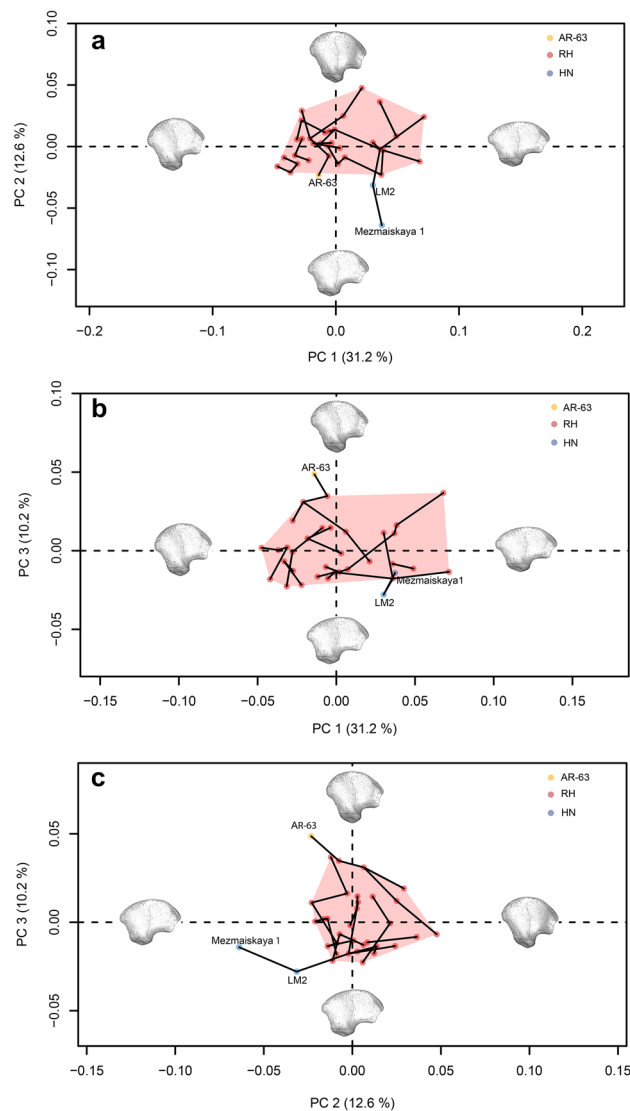 a
AR-63
RH
HN
0.10
0.05
0.00
−0.05
−0.10
PC 2 (12.6 %)
AR-63
LM2
Mezmaiskaya 1
−0.2
−0.1
0.0
0.1
0.2
PC 1 (31.2 %)
b
AR-63
RH
HN
0.10
0.05
0.00
−0.05
PC 3 (10.2 %)
AR-63
Mezmaiskaya1
LM2
−0.15
−0.10
−0.05
0.00
0.05
0.10
0.15
PC 1 (31.2 %)
c
AR-63
RH
HN
0.05
0.00
−0.05
PC 3 (10.2 %)
AR-63
Mezmaiskaya 1
LM2
−0.15
−0.10
−0.05
0.00
0.05
0.10
0.15
PC 2 (12.6 %)